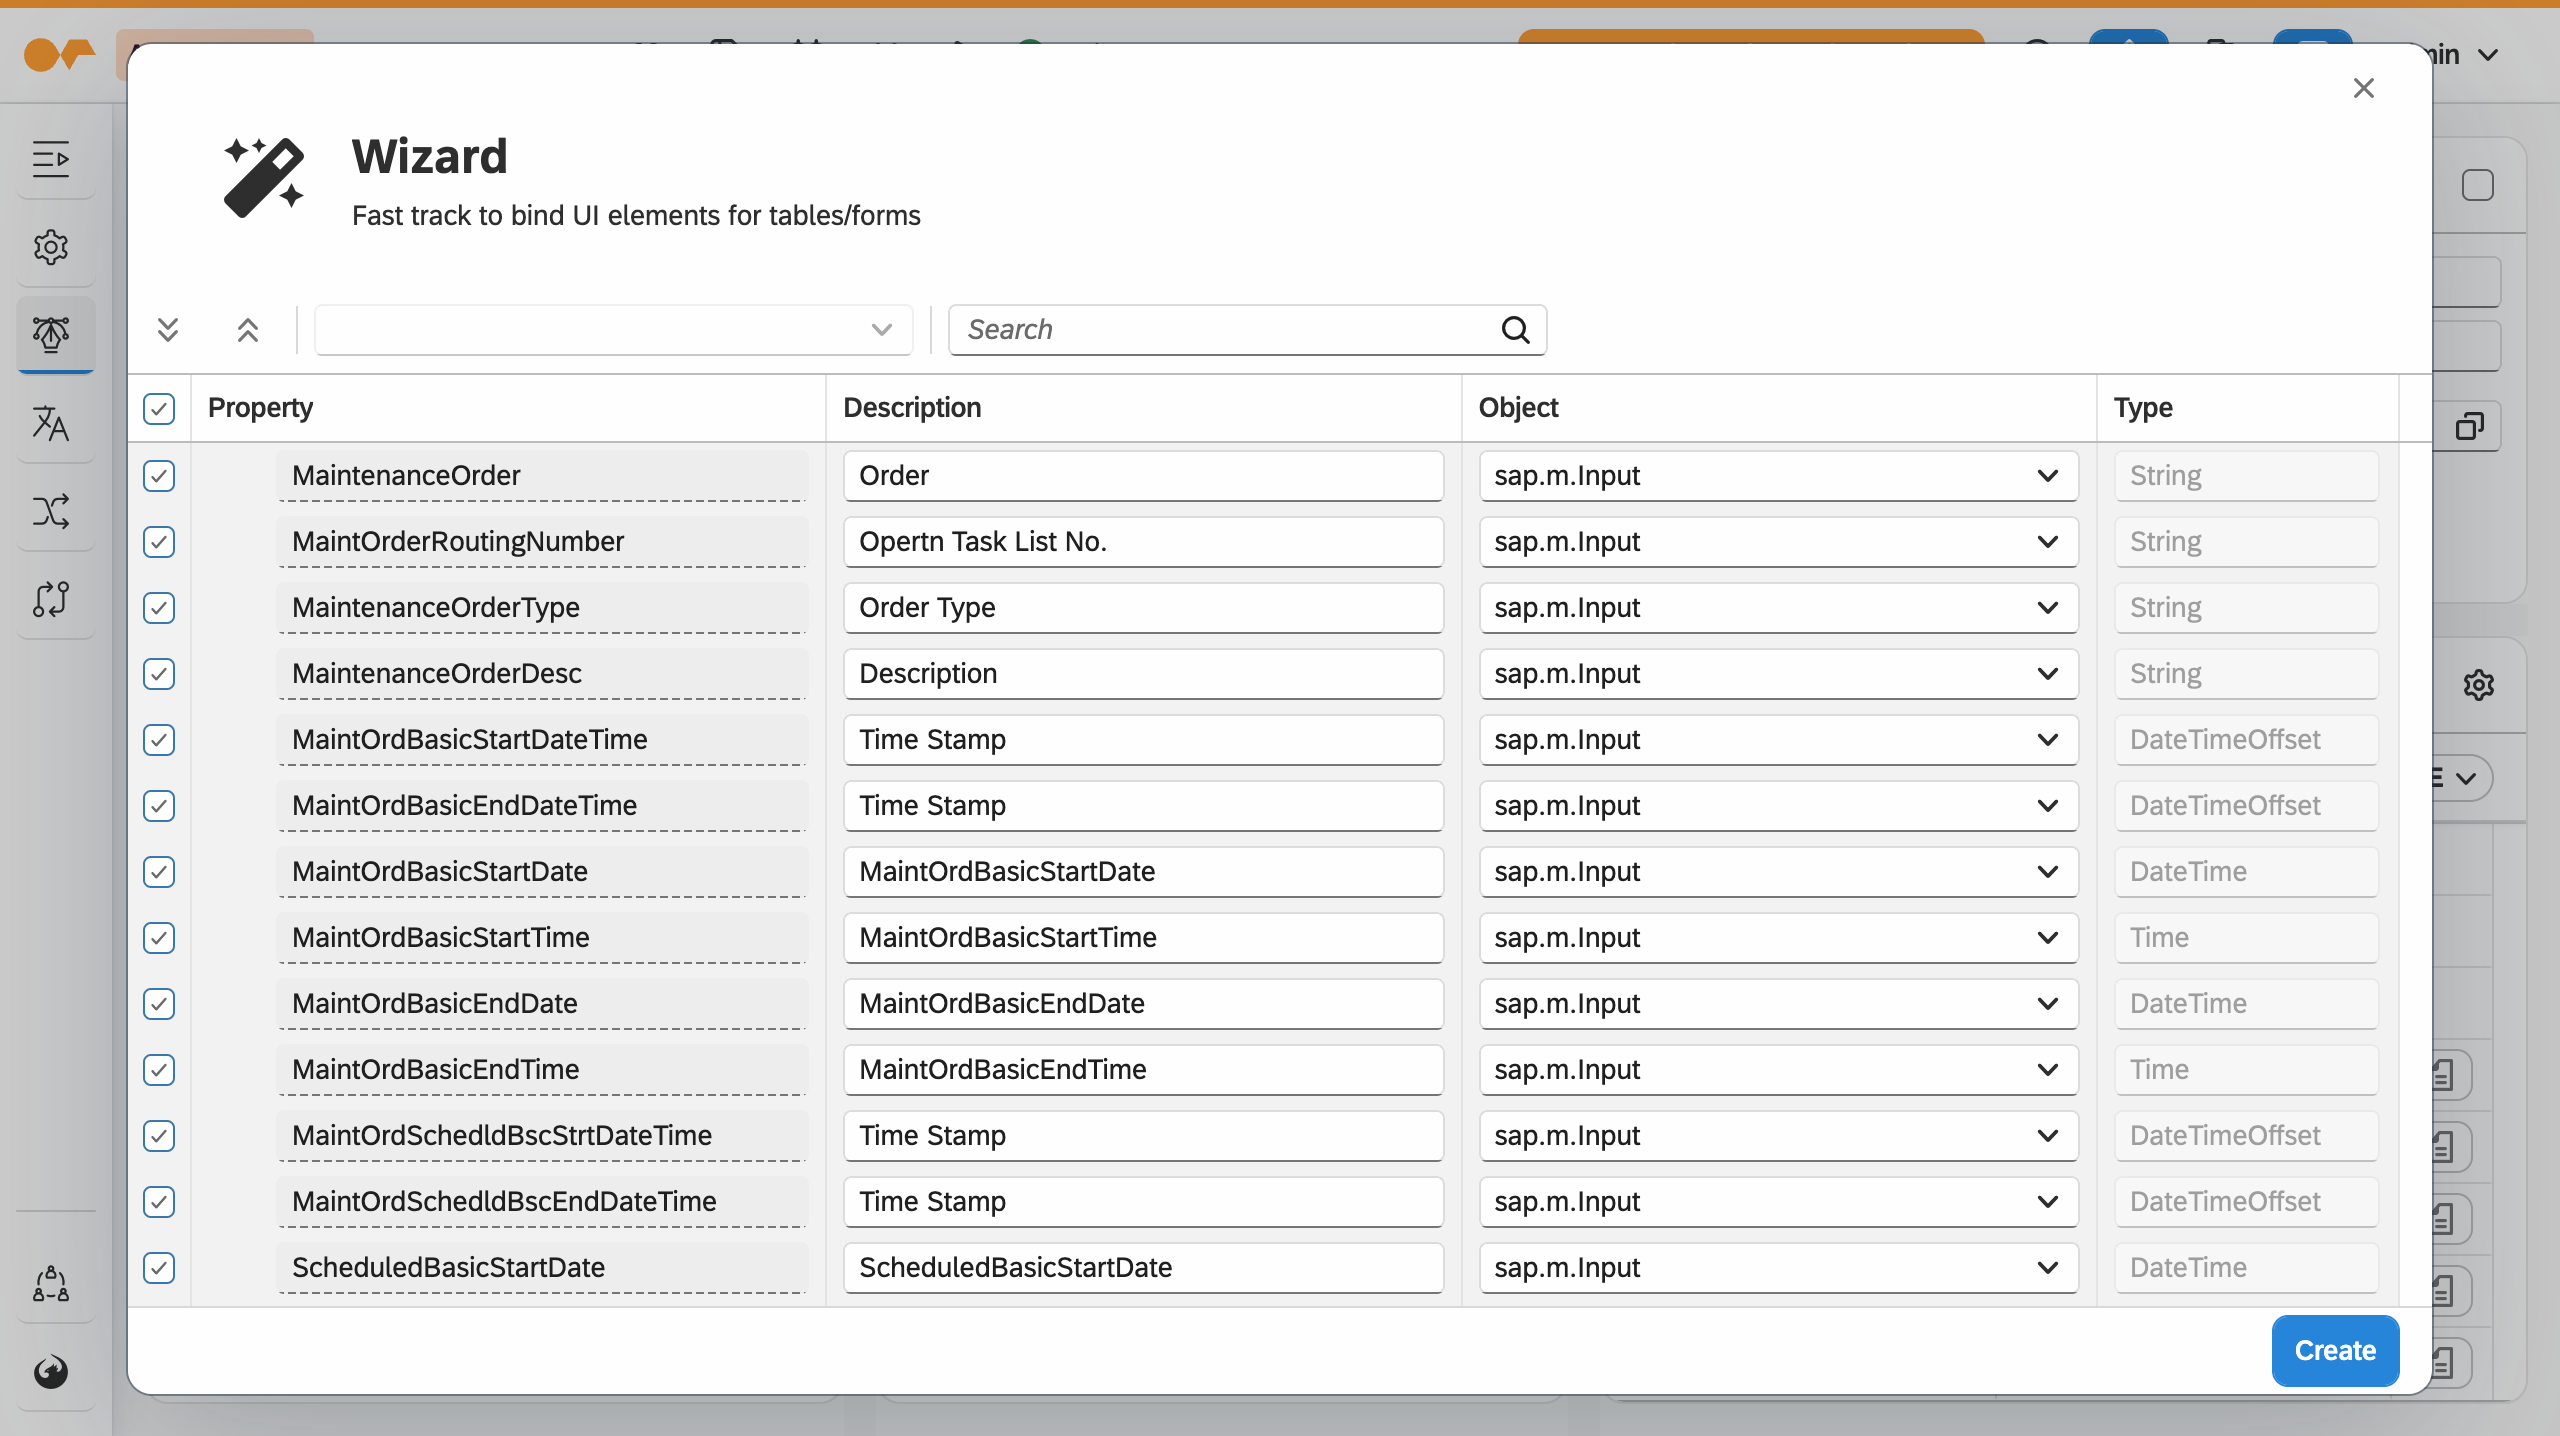 Wizard
Fast track to bind UI elements for tables/forms
Search
Property Description Object Type
MaintenanceOrder Order sap.m.Input String
MaintOrderRoutingNumber Opertn Task List No. sap.m.Input String
MaintenanceOrderType Order Type sap.m.Input String
MaintenanceOrderDesc Description sap.m.Input String
MaintOrdBasicStartDateTime Time Stamp sap.m.Input DateTimeOffset
MaintOrdBasicEndDateTime Time Stamp sap.m.Input DateTimeOffset
MaintOrdBasicStartDate MaintOrdBasicStartDate sap.m.Input DateTime
MaintOrdBasicStartTime MaintOrdBasicStartTime sap.m.Input Time
MaintOrdBasicEndDate MaintOrdBasicEndDate sap.m.Input DateTime
MaintOrdBasicEndTime MaintOrdBasicEndTime sap.m.Input Time
MaintOrdSchedldBscStrtDateTime Time Stamp sap.m.Input DateTimeOffset
MaintOrdSchedldBscEndDateTime Time Stamp sap.m.Input DateTimeOffset
ScheduledBasicStartDate ScheduledBasicStartDate sap.m.Input DateTime
Create